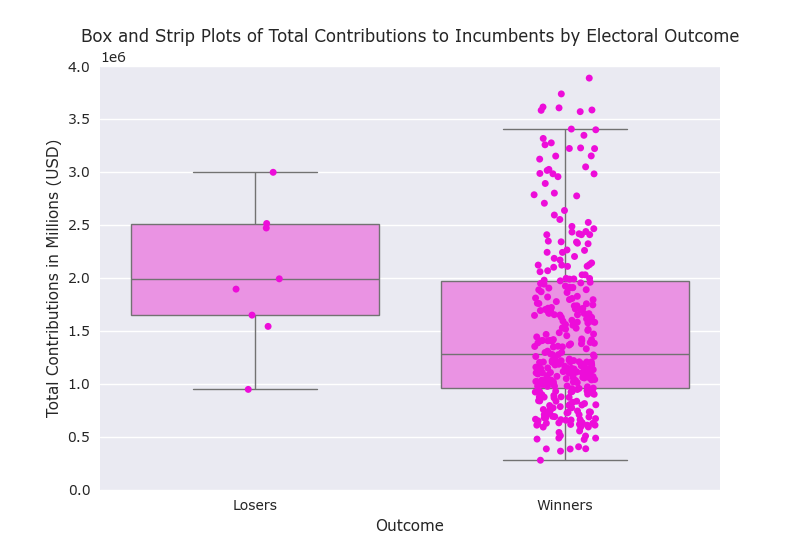 Box and Strip Plots of Total Contributions to Incumbents by Electoral Outcome
1e6
4.0
3.5
3.0
2.5
2.0
1.5
1.0
0.5
0.0
Total Contributions in Millions (USD)
Losers
Winners
Outcome